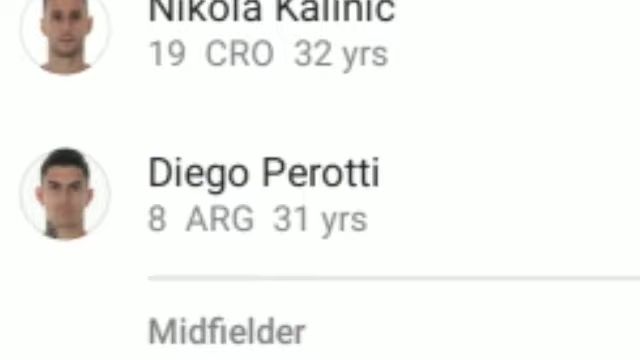 Nikola Kalinic
19 CRO 32 yrs
Diego Perotti
8 ARG 31 yrs
Midfielder